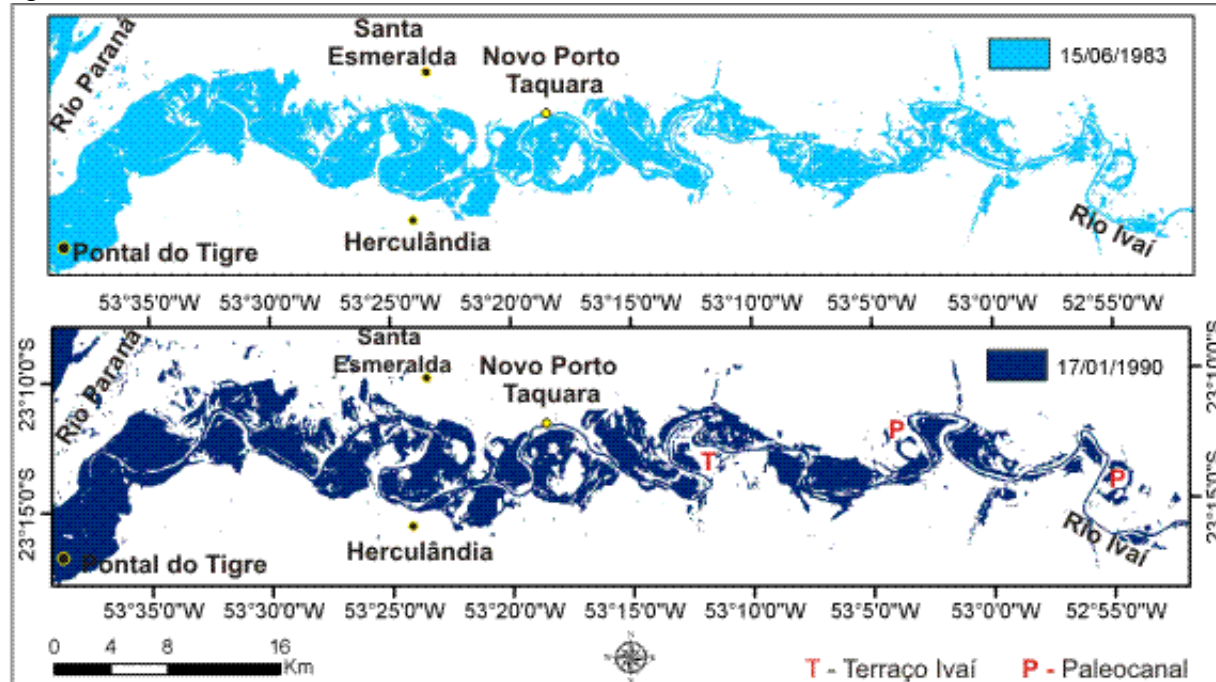 Santa
Esmeralda
Novo Porto
Taquara
15/06/1983
Rio Paraná
Rio Ivaí
Herculândia
Pontal do Tigre
53°35'0"W 53°30'0"W 53°24'0"W 53°20'0"W 53°15'0"W 53°10'0"W 53°5'0"W 53°0'0"W 52°55'0"W
Santa
Esmeralda
Novo Porto
Taquara
17/01/1990
Rio Paraná
23°10'0"S
23°10'0"S
P
T
P
23°15'0"S
23°15'0"S
Rio Ivaí
Herculândia
Pontal do Tigre
53°35'0"W 53°30'0"W 53°24'0"W 53°20'0"W 53°15'0"W 53°10'0"W 53°5'0"W 53°0'0"W 52°55'0"W
0 4 8 16
Km
N
T - Terraço Ivaí P - Paleocanal